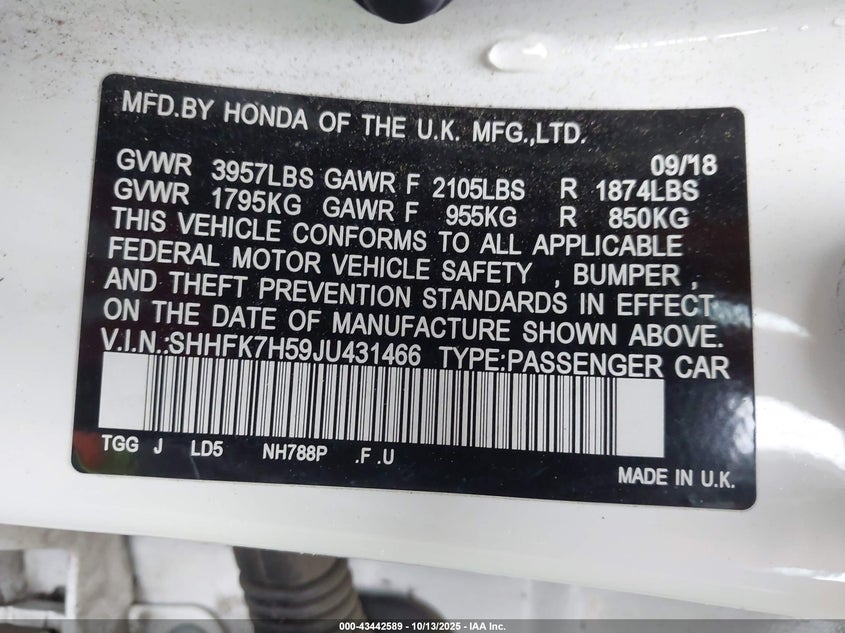 MFD.BY HONDA OF THE U.K. MFG.,LTD.
09/18
GVWR 3957LBS GAWR F 2105LBS R 1874LBS
GVWR 1795KG GAWR F 955KG R 850KG
THIS VEHICLE CONFORMS TO ALL APPLICABLE
FEDERAL MOTOR VEHICLE SAFETY , BUMPER ,
AND THEFT PREVENTION STANDARDS IN EFFECT
ON THE DATE OF MANUFACTURE SHOWN ABOVE.
V.I.N.:SHHFK7H59JU431466 TYPE:PASSENGER CAR
TGG J LD5 NH788P .F .U
MADE IN U.K.
000-43442589 - 10/13/2025 - IAA Inc.